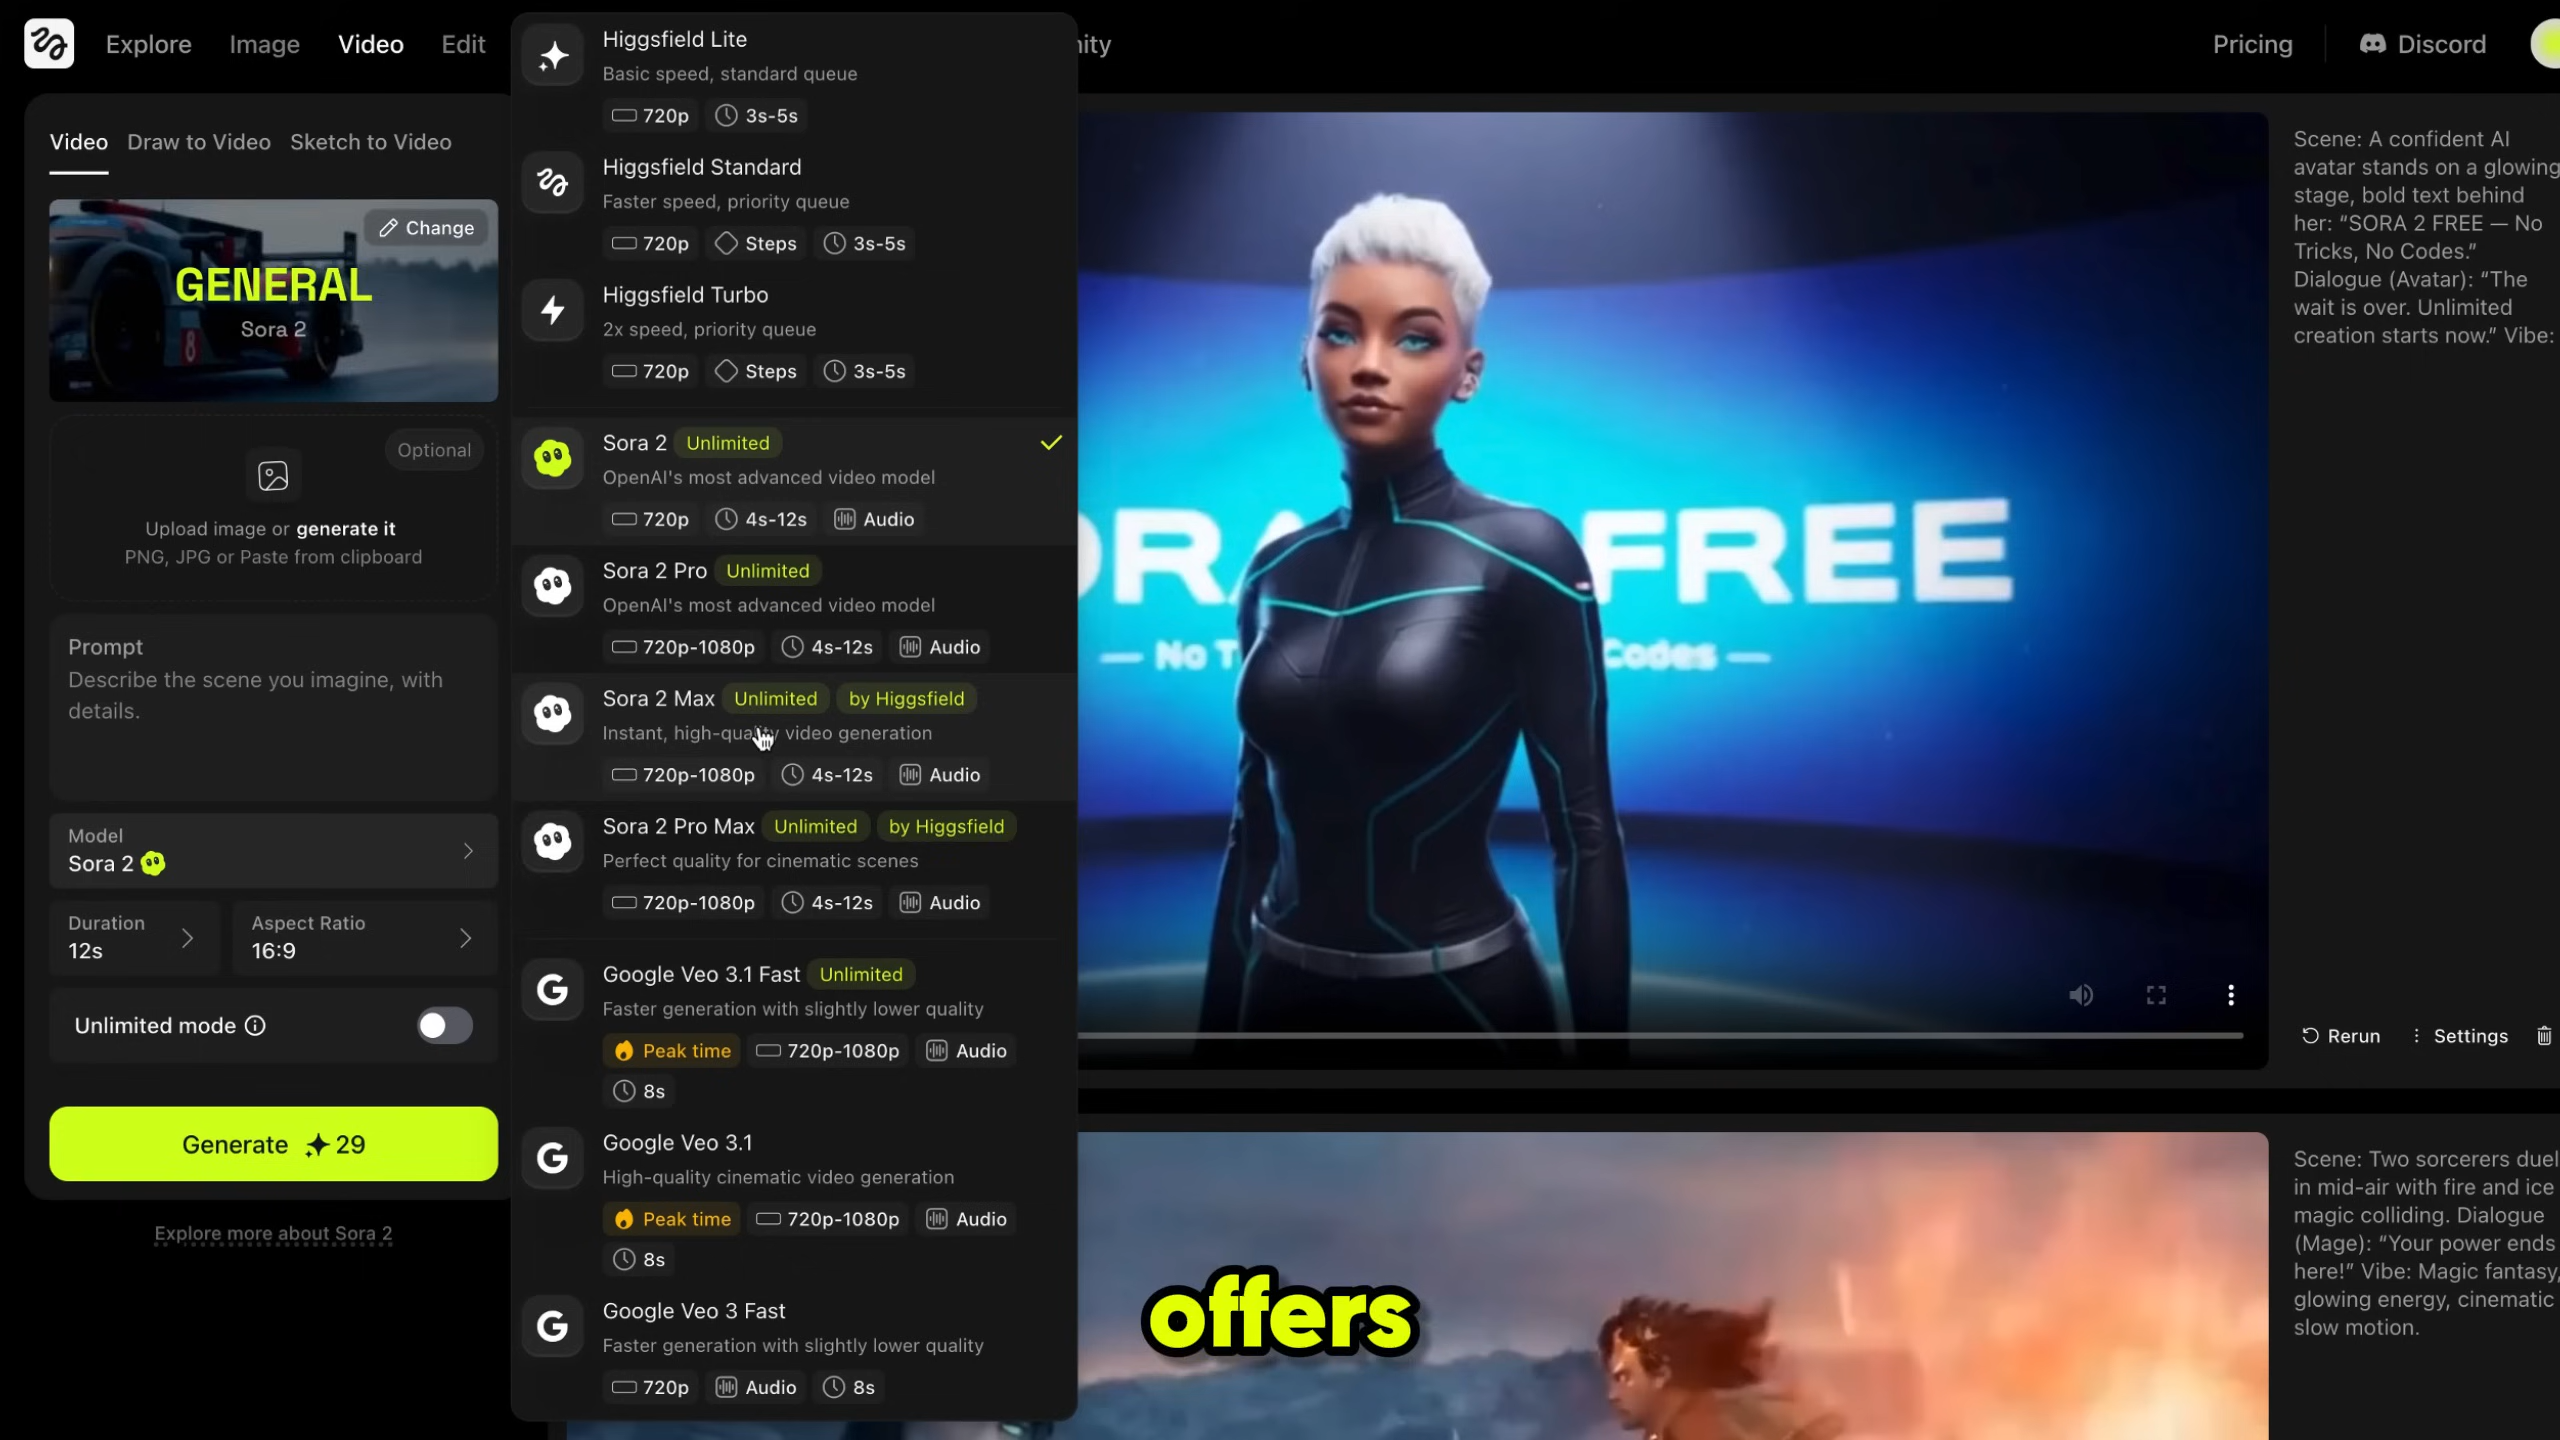 Explore
Image
Video
Edit
Pricing
Discord
Video
Draw to Video
Sketch to Video
Change
GENERAL
Sora 2
Optional
Upload image or generate it
PNG, JPG or Paste from clipboard
Prompt
Describe the scene you imagine, with
details.
Model
Sora 2
Duration
12s
Aspect Ratio
16:9
Unlimited mode
Generate 29
Explore more about Sora 2
Higgsfield Lite
Basic speed, standard queue
720p 3s-5s
Higgsfield Standard
Faster speed, priority queue
720p Steps 3s-5s
Higgsfield Turbo
2x speed, priority queue
720p Steps 3s-5s
Sora 2 Unlimited
OpenAI's most advanced video model
720p 4s-12s Audio
Sora 2 Pro Unlimited
OpenAI's most advanced video model
720p-1080p 4s-12s Audio
Sora 2 Max Unlimited by Higgsfield
Instant, high-quality video generation
720p-1080p 4s-12s Audio
Sora 2 Pro Max Unlimited by Higgsfield
Perfect quality for cinematic scenes
720p-1080p 4s-12s Audio
Google Veo 3.1 Fast Unlimited
Faster generation with slightly lower quality
Peak time 720p-1080p Audio
8s
Google Veo 3.1
High-quality cinematic video generation
Peak time 720p-1080p Audio
8s
Google Veo 3 Fast
Faster generation with slightly lower quality
720p Audio 8s
FREE
— No
Codes —
8
offers
Scene: A confident AI
avatar stands on a glowing
stage, bold text behind
her: “SORA 2 FREE — No
Tricks, No Codes.”
Dialogue (Avatar): “The
wait is over. Unlimited
creation starts now.” Vibe:
Rerun
Settings
Scene: Two sorcerers duel
in mid-air with fire and ice
magic colliding. Dialogue
(Mage): “Your power ends
here!” Vibe: Magic fantasy,
glowing energy, cinematic
slow motion.